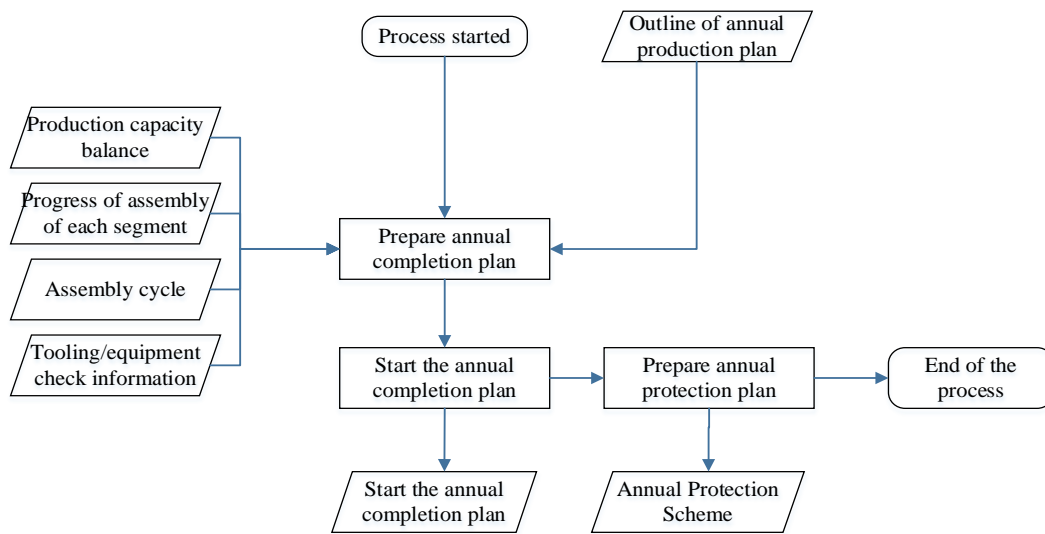 Process started
Outline of annual
production plan
Production capacity
balance
Progress of assembly
of each segment
Assembly cycle
Tooling/equipment
check information
Prepare annual
completion plan
Start the annual
completion plan
Prepare annual
protection plan
End of the
process
Start the annual
completion plan
Annual Protection
Scheme